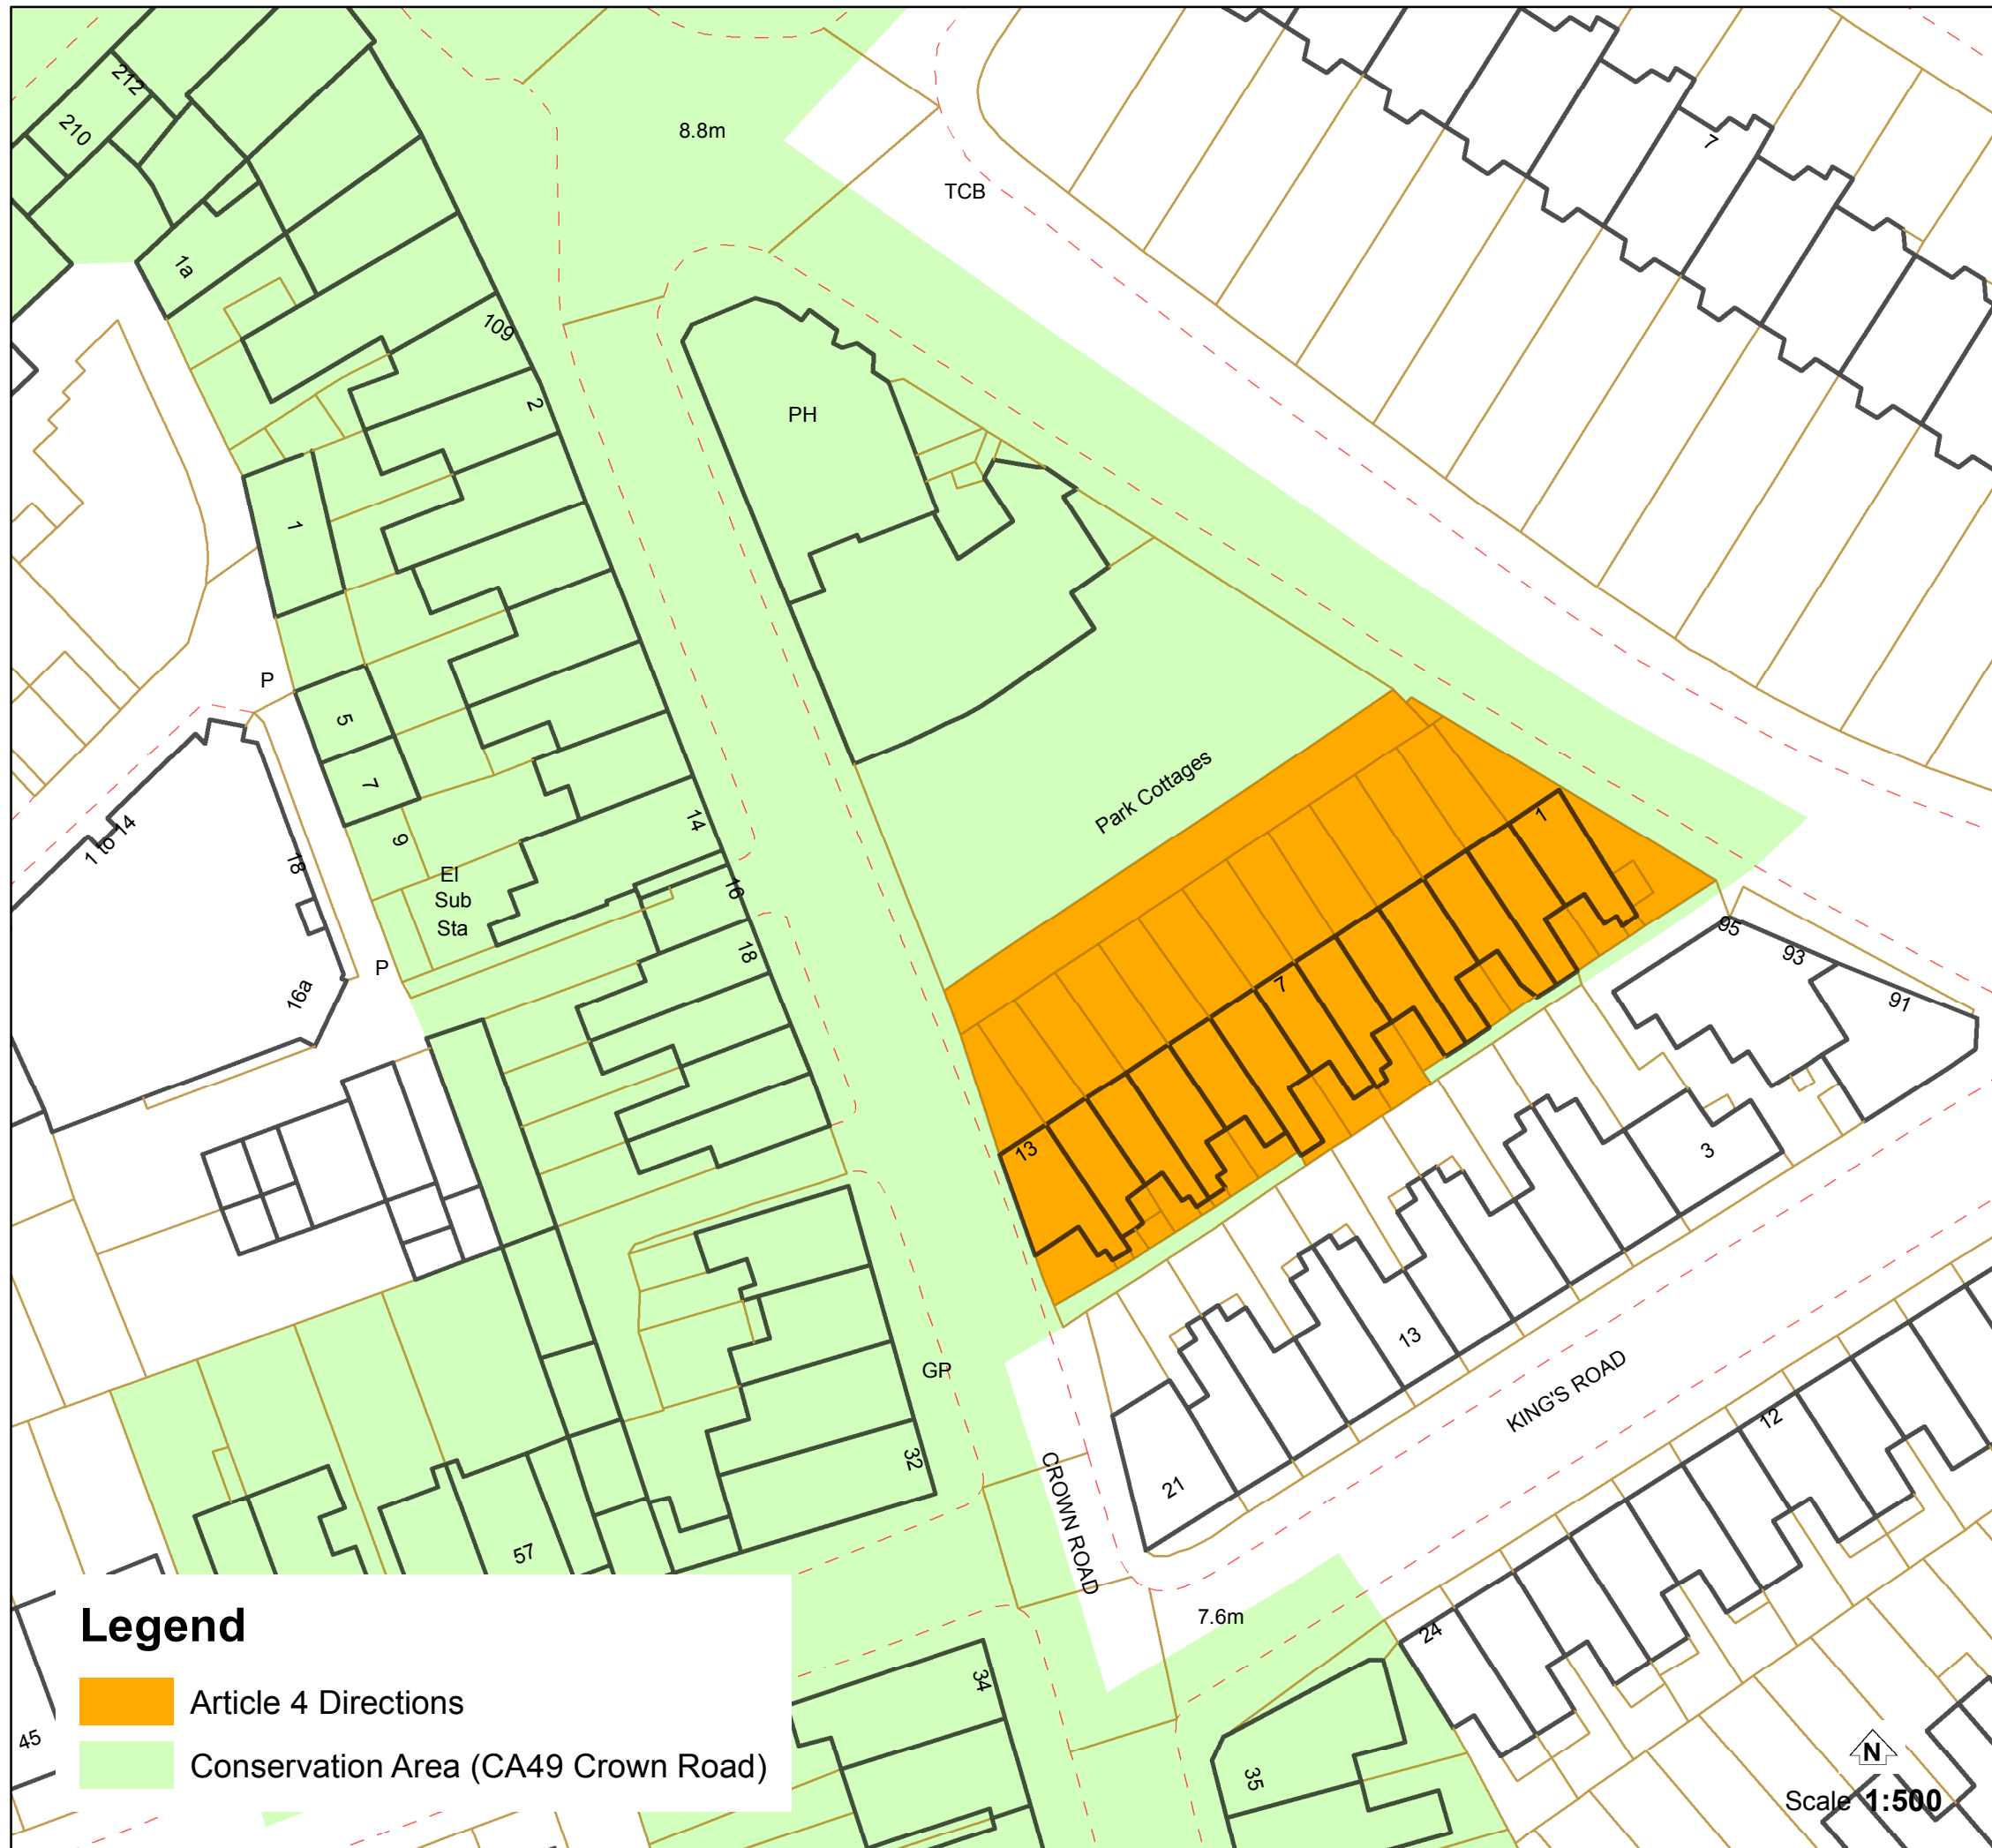 212
210
8.8m
7
TCB
1a
109
2
PH
1
P
5
7
Park Cottages
14
1 to 14
9
18
El
Sub
Sta
16
1
18
95
93
91
P
16a
7
13
3
13
GP
KING'S ROAD
12
32
CROWN ROAD
21
57
7.6m
24
34
35
45
Legend
Article 4 Directions
Conservation Area (CA49 Crown Road)
N
Scale 1:500